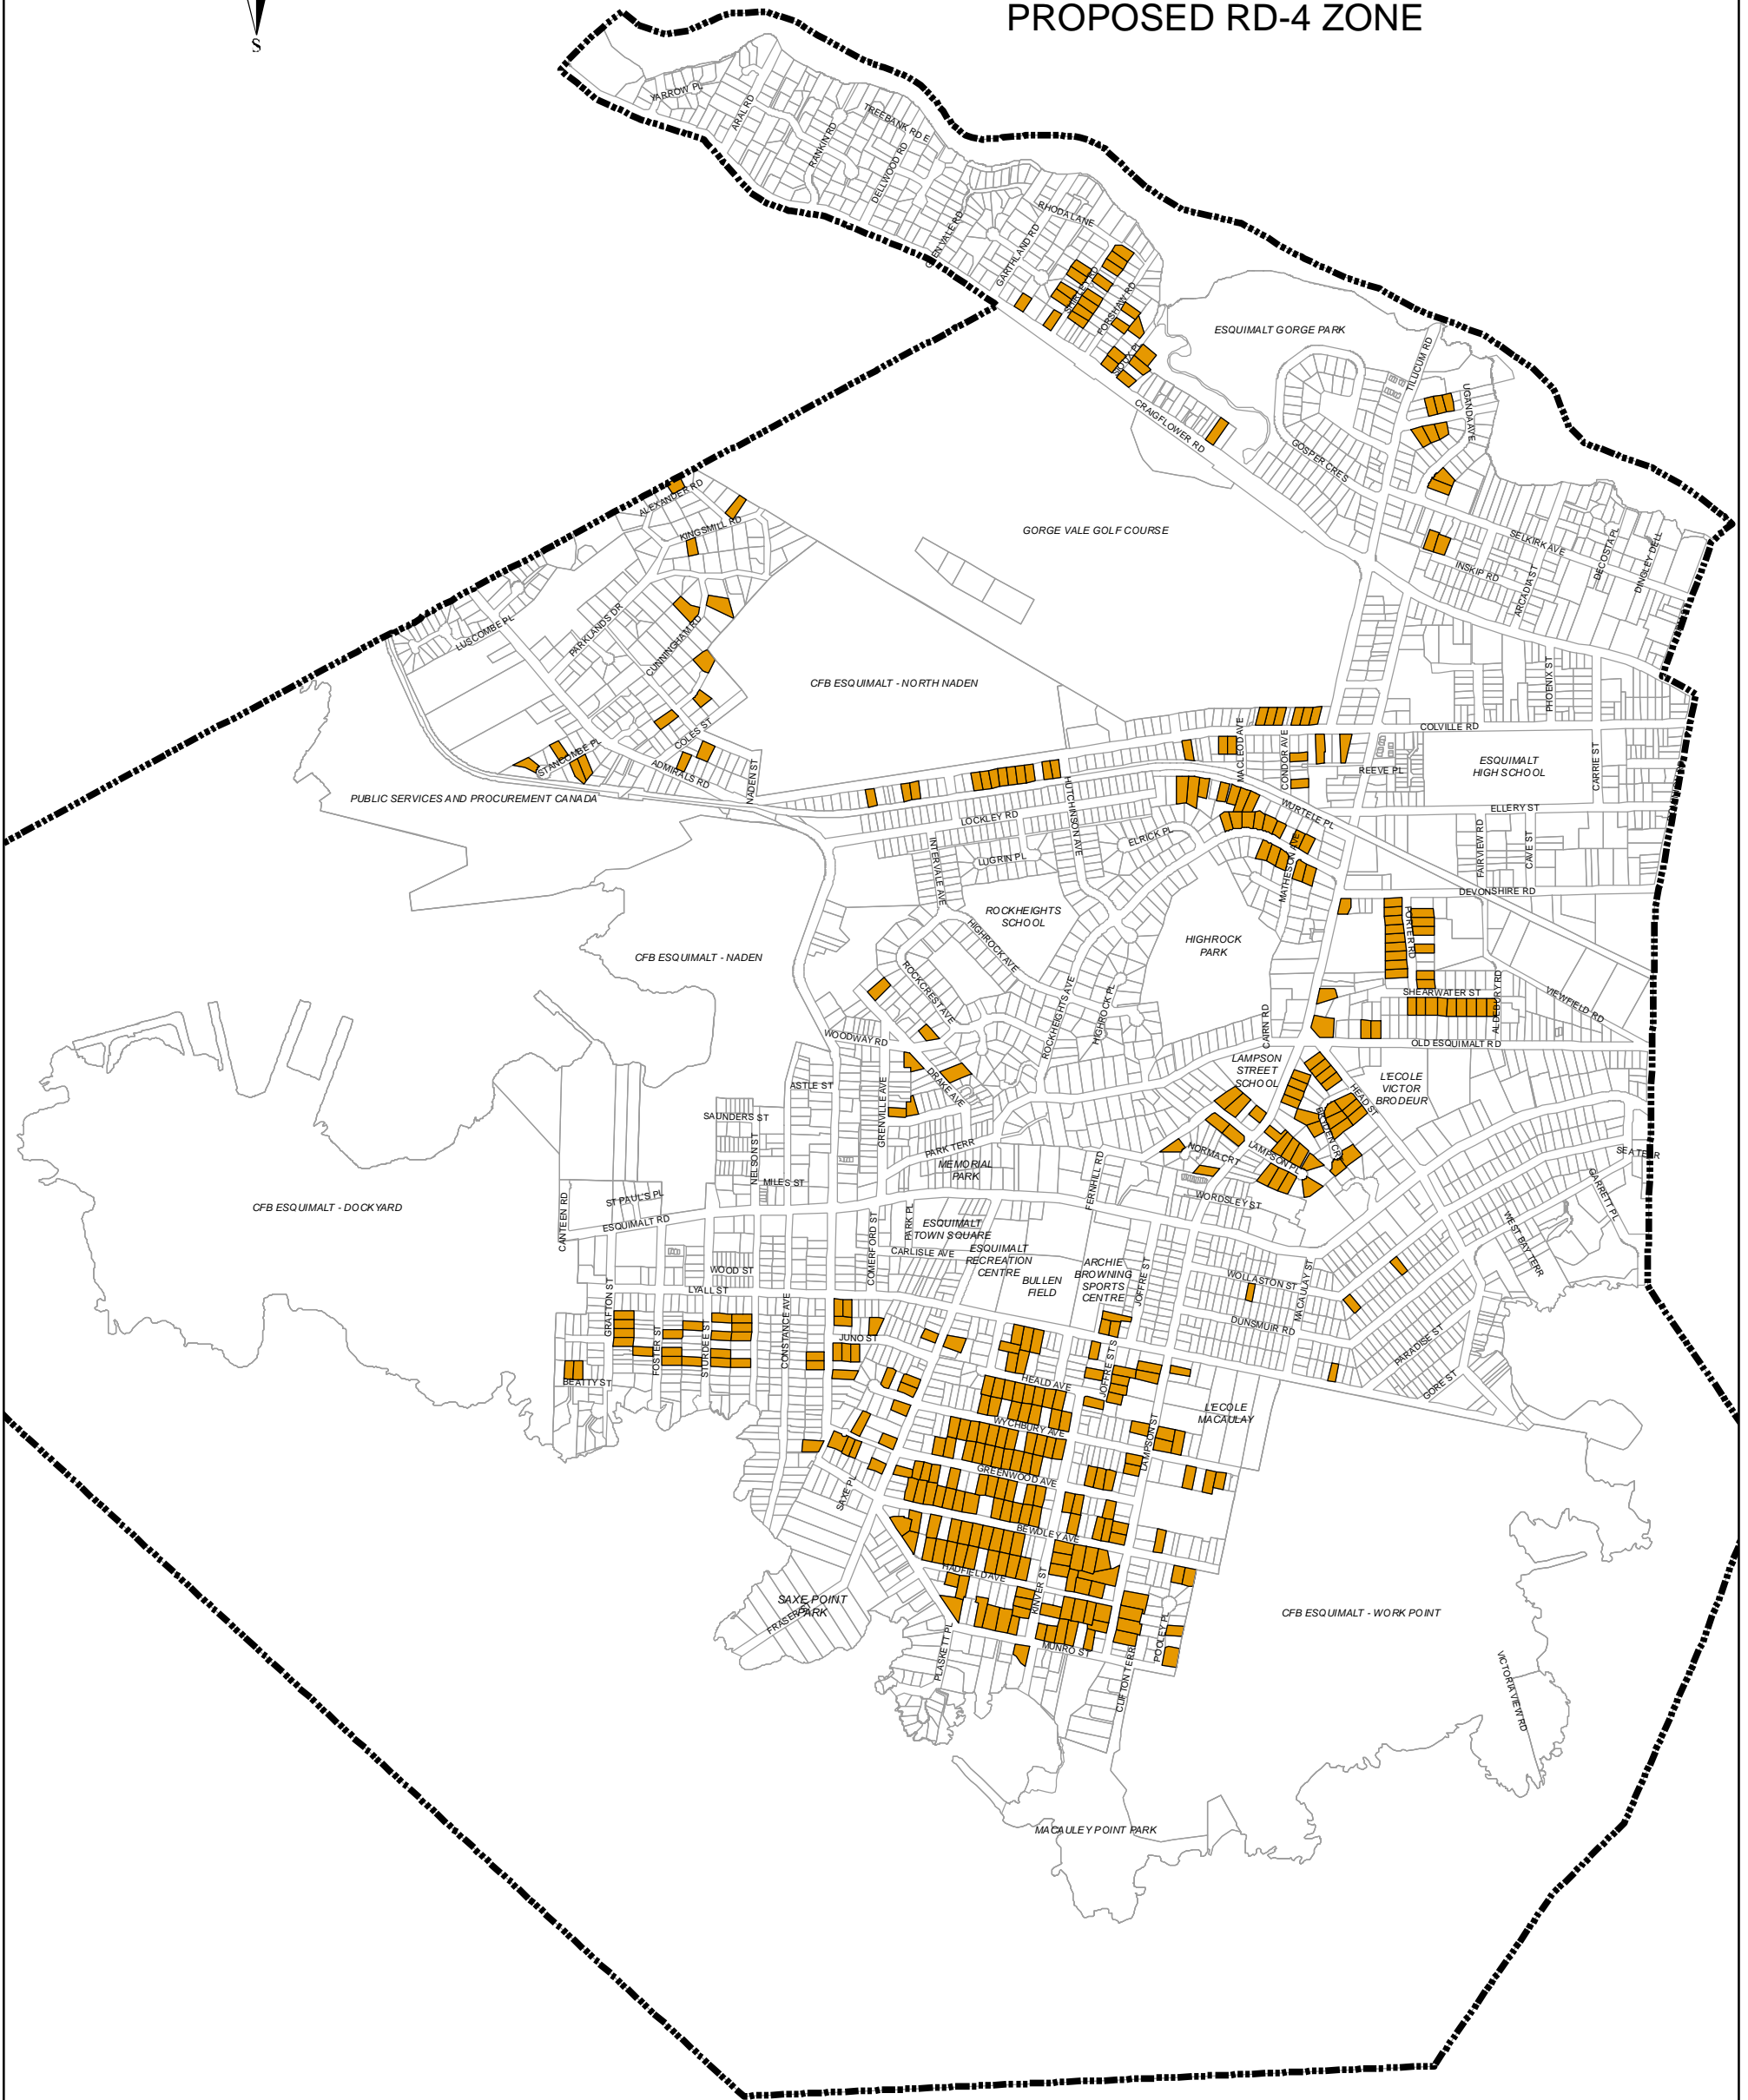 PROPOSED RD-4 ZONE
S
YARROW PL
ARAL RD
RANKIN RD
TREEBANK RD E
DELLWOOD RD
GLEN VALE RD
GARTHLAND RD
RHODA LANE
FORSHAW RD
ESQUIMALT GORGE PARK
TILLICUM RD
UGANDA AVE
CRAIGFLOWER RD
GOSPER CRES
ALEXANDER RD
KINGSMILL RD
GORGE VALE GOLF COURSE
SELKIRK AVE
DECOSTA PL
DINGLEY DELL
INSKIP RD
ARCADIA ST
LUSCOMBE PL
PARKLANDS DR
CUNNINGHAM RD
CFB ESQUIMALT - NORTH NADEN
PHOENIX ST
COLVILLE RD
STANCOMBE PL
COLES ST
ADMIRALS RD
NADEN ST
MACLEOD AVE
CONDOR AVE
REEVE PL
ESQUIMALT
HIGH SCHOOL
CARRIE ST
PUBLIC SERVICES AND PROCUREMENT CANADA
HUTCHINSON AVE
LOCKLEY RD
WURTELE PL
ELLERY ST
INTERVALE AVE
LUGRIN PL
ELRICK PL
MATHESON AVE
FAIRVIEW RD
CAVE ST
DEVONSHIRE RD
ROCKHEIGHTS
SCHOOL
HIGHROCK
PARK
PORTER RD
CFB ESQUIMALT - NADEN
HIGHROCK AVE
ROCKCREST AVE
ROCKHEIGHTS AVE
HIGHROCK PL
SHEARWATER ST
ALDEBURY RD
VIEWFIELD RD
CAIRN RD
WOODWAY RD
OLD ESQUIMALT RD
LAMPSON
STREET
SCHOOL
L'ECOLE
VICTOR
BRODEUR
HEAD ST
ASTLE ST
DRAKE AVE
GRENVILLE AVE
SAUNDERS ST
NELSON ST
PARK TERR
MEMORIAL
PARK
NORMA CRT
LAMPSON PL
MILES ST
FERNHILL RD
WORDSLEY ST
GARRETT PL
WEST BAY TERR
CFB ESQUIMALT - DOCKYARD
CANTEEN RD
ST PAUL'S PL
ESQUIMALT RD
COMERFORD ST
PARK PL
ESQUIMALT
TOWN SQUARE
CARLISLE AVE
ESQUIMALT
RECREATION
CENTRE
BULLEN
FIELD
ARCHIE
BROWNING
SPORTS
CENTRE
JOFFRE ST
WOLLASTON ST
MACAULAY ST
DUNSMUIR RD
WOOD ST
LYALL ST
GRAFTON ST
FOSTER ST
STURDEE ST
CONSTANCE AVE
JUNO ST
BEATTY ST
PARADISE ST
GORE ST
HEALD AVE
JOFFRE ST S
L'ECOLE
MACAULAY
WYCHBURY AVE
LAMPSON ST
GREENWOOD AVE
SAXE PL
BEWDLEY AVE
HADFIELD AVE
KINVER ST
SAXE POINT
PARK
MUNRO ST
PLASKETT PL
CLIFTON TERR
POOLEY PL
CFB ESQUIMALT - WORK POINT
VICTORIA VIEW RD
MACAULEY POINT PARK